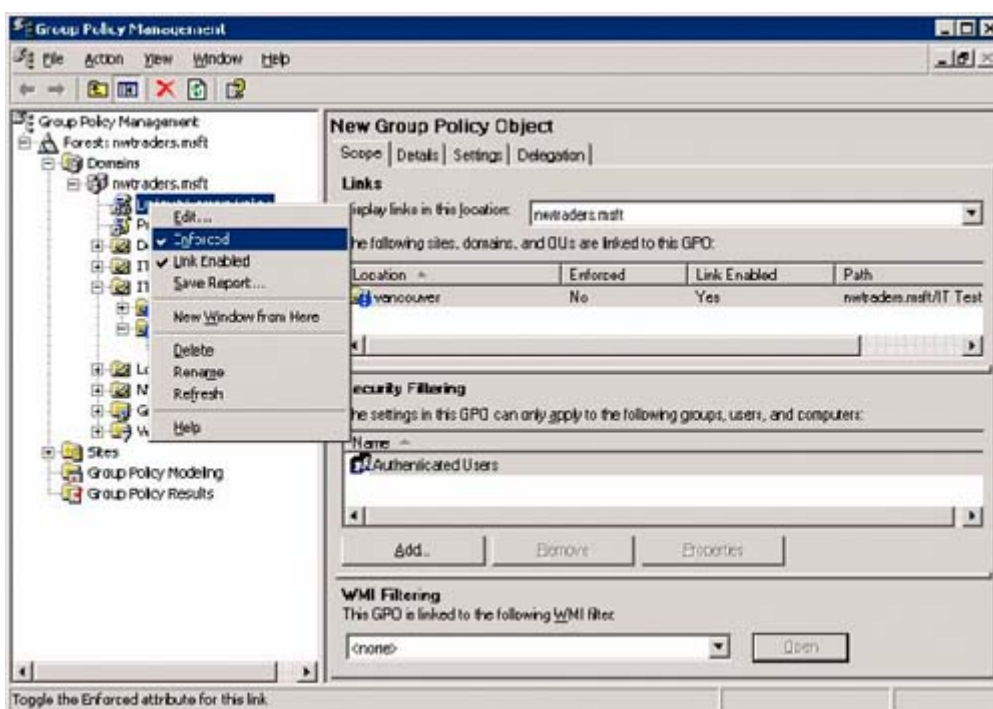 Group Policy Management
File Action View Window Help
Group Policy Management
Forest: nwtraders.msft
Domains
nwtraders.msft
Edit...
Enforced
Link Enabled
Save Report...
New Window from Here
Delete
Rename
Refresh
Help
Sites
Group Policy Modeling
Group Policy Results
New Group Policy Object
Scope Details Settings Delegation
Links
isplay links in this location: nwtraders.msft
he following sites, domains, and OUs are linked to this GPO:
Location Enforced Link Enabled Path
vancouver No Yes nwtraders.msft/IT Test
ecurity Filtering
he settings in this GPO can only apply to the following groups, users, and computers:
Name
Authenticated Users
Add... Remove Properties
WMI Filtering
This GPO is linked to the following WMI filter:
<none> Open
Toggle the Enforced attribute for this link